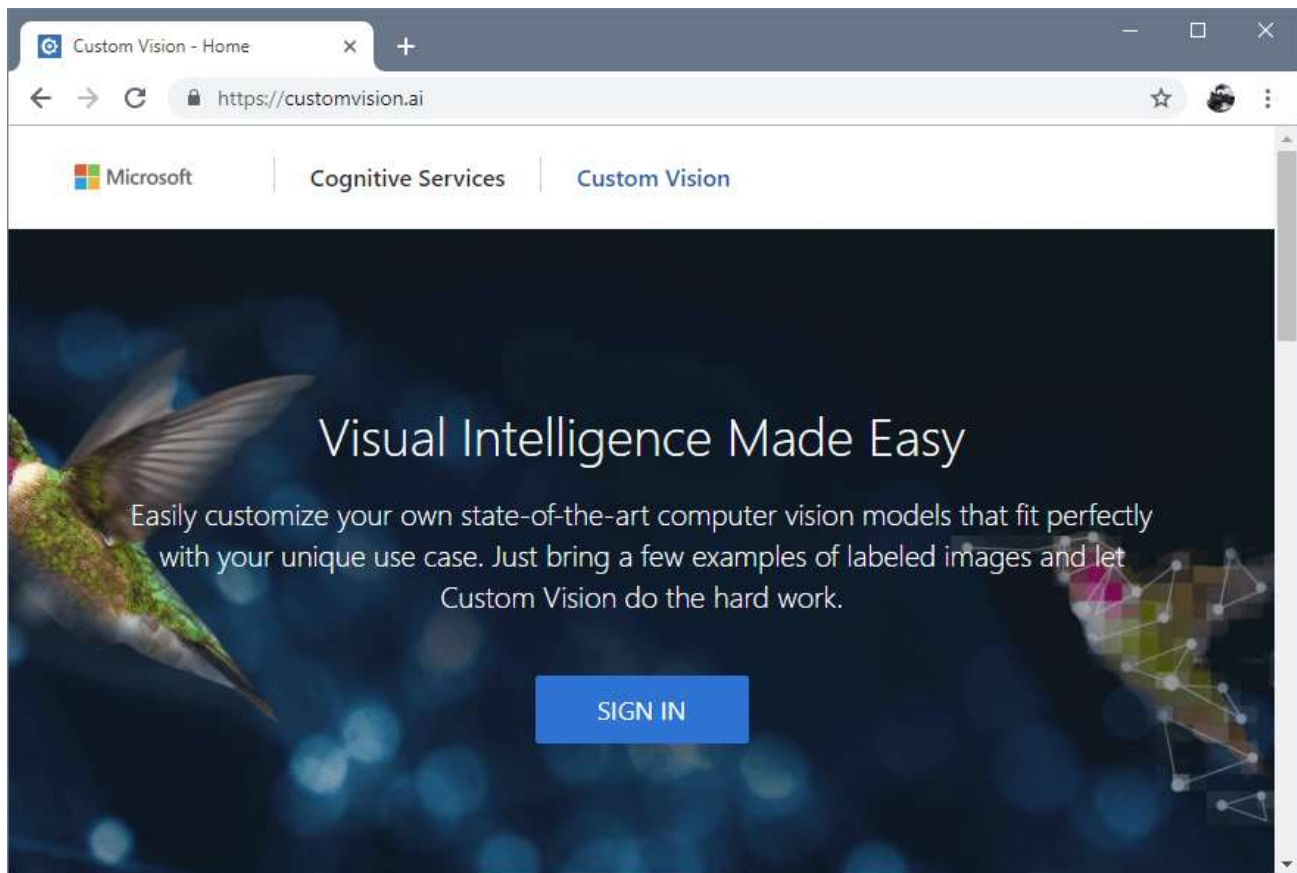 Custom Vision - Home
https://customvision.ai
Microsoft
Cognitive Services
Custom Vision
Visual Intelligence Made Easy
Easily customize your own state-of-the-art computer vision models that fit perfectly
with your unique use case. Just bring a few examples of labeled images and let
Custom Vision do the hard work.
SIGN IN